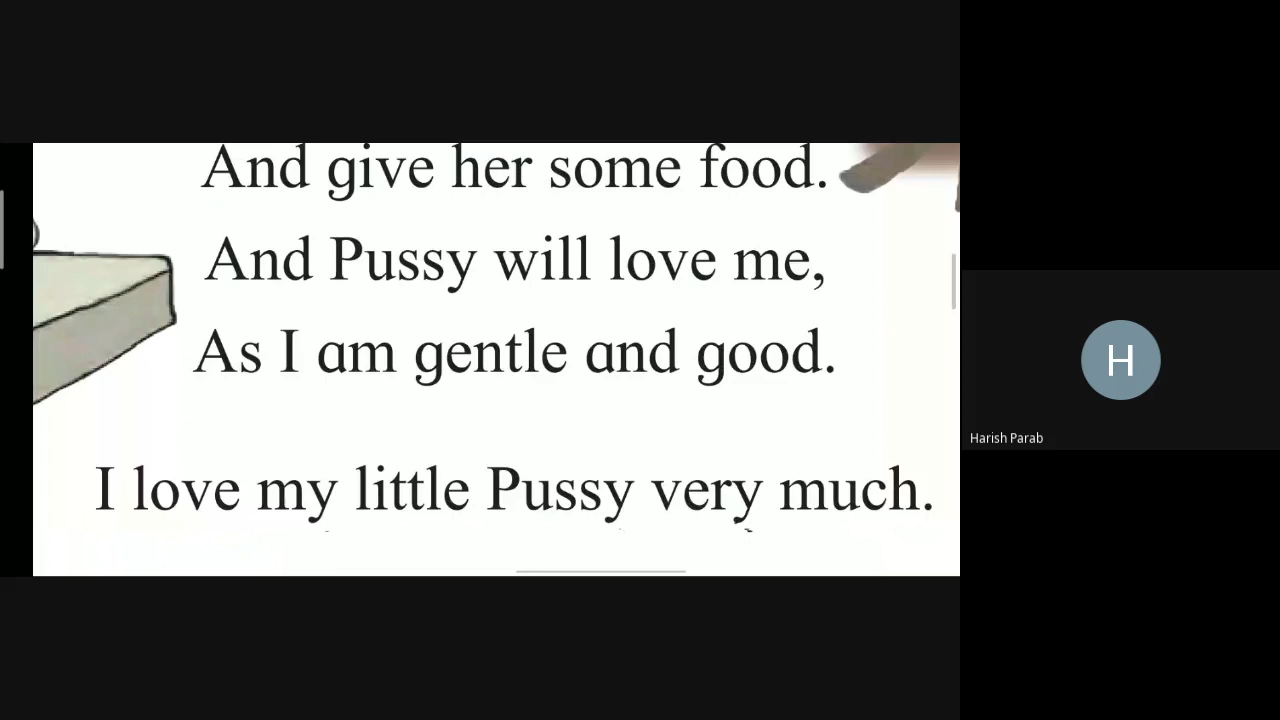 And give her some food.
And Pussy will love me,
As I am gentle and good.
I love my little Pussy very much.
H
Harish Parab